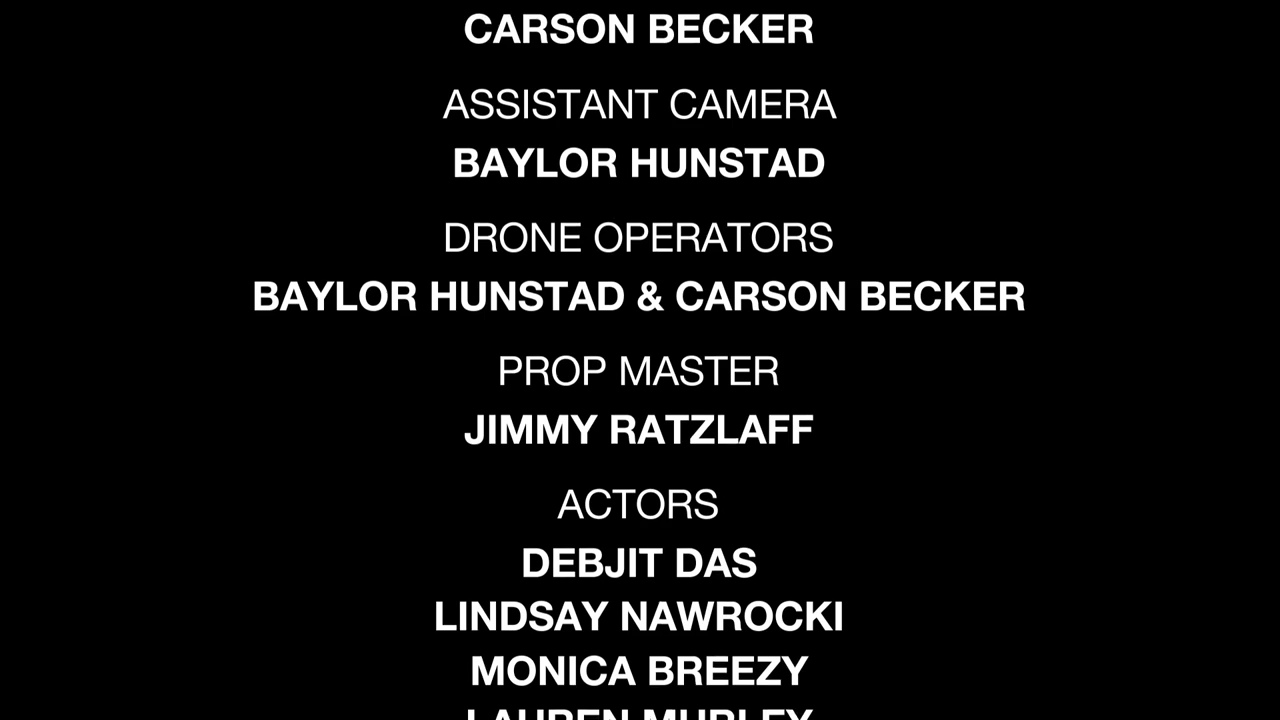 CARSON BECKER
ASSISTANT CAMERA
BAYLOR HUNSTAD
DRONE OPERATORS
BAYLOR HUNSTAD & CARSON BECKER
PROP MASTER
JIMMY RATZLAFF
ACTORS
DEBJIT DAS
LINDSAY NAWROCKI
MONICA BREEZY
LAUREN